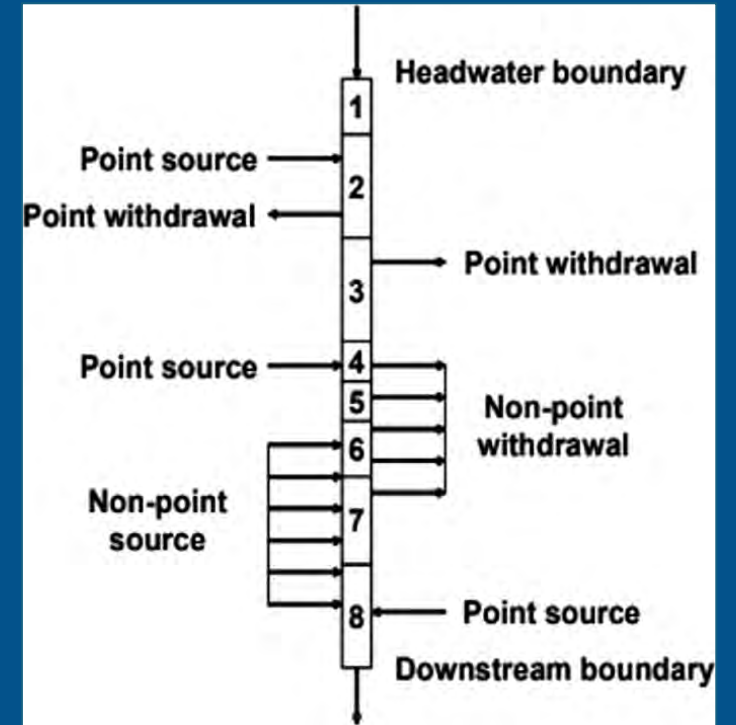 Headwater boundary
1
Point source
2
Point withdrawal
Point withdrawal
3
Point source
4
5
Non-point
withdrawal
6
Non-point
source
7
8
Point source
Downstream boundary